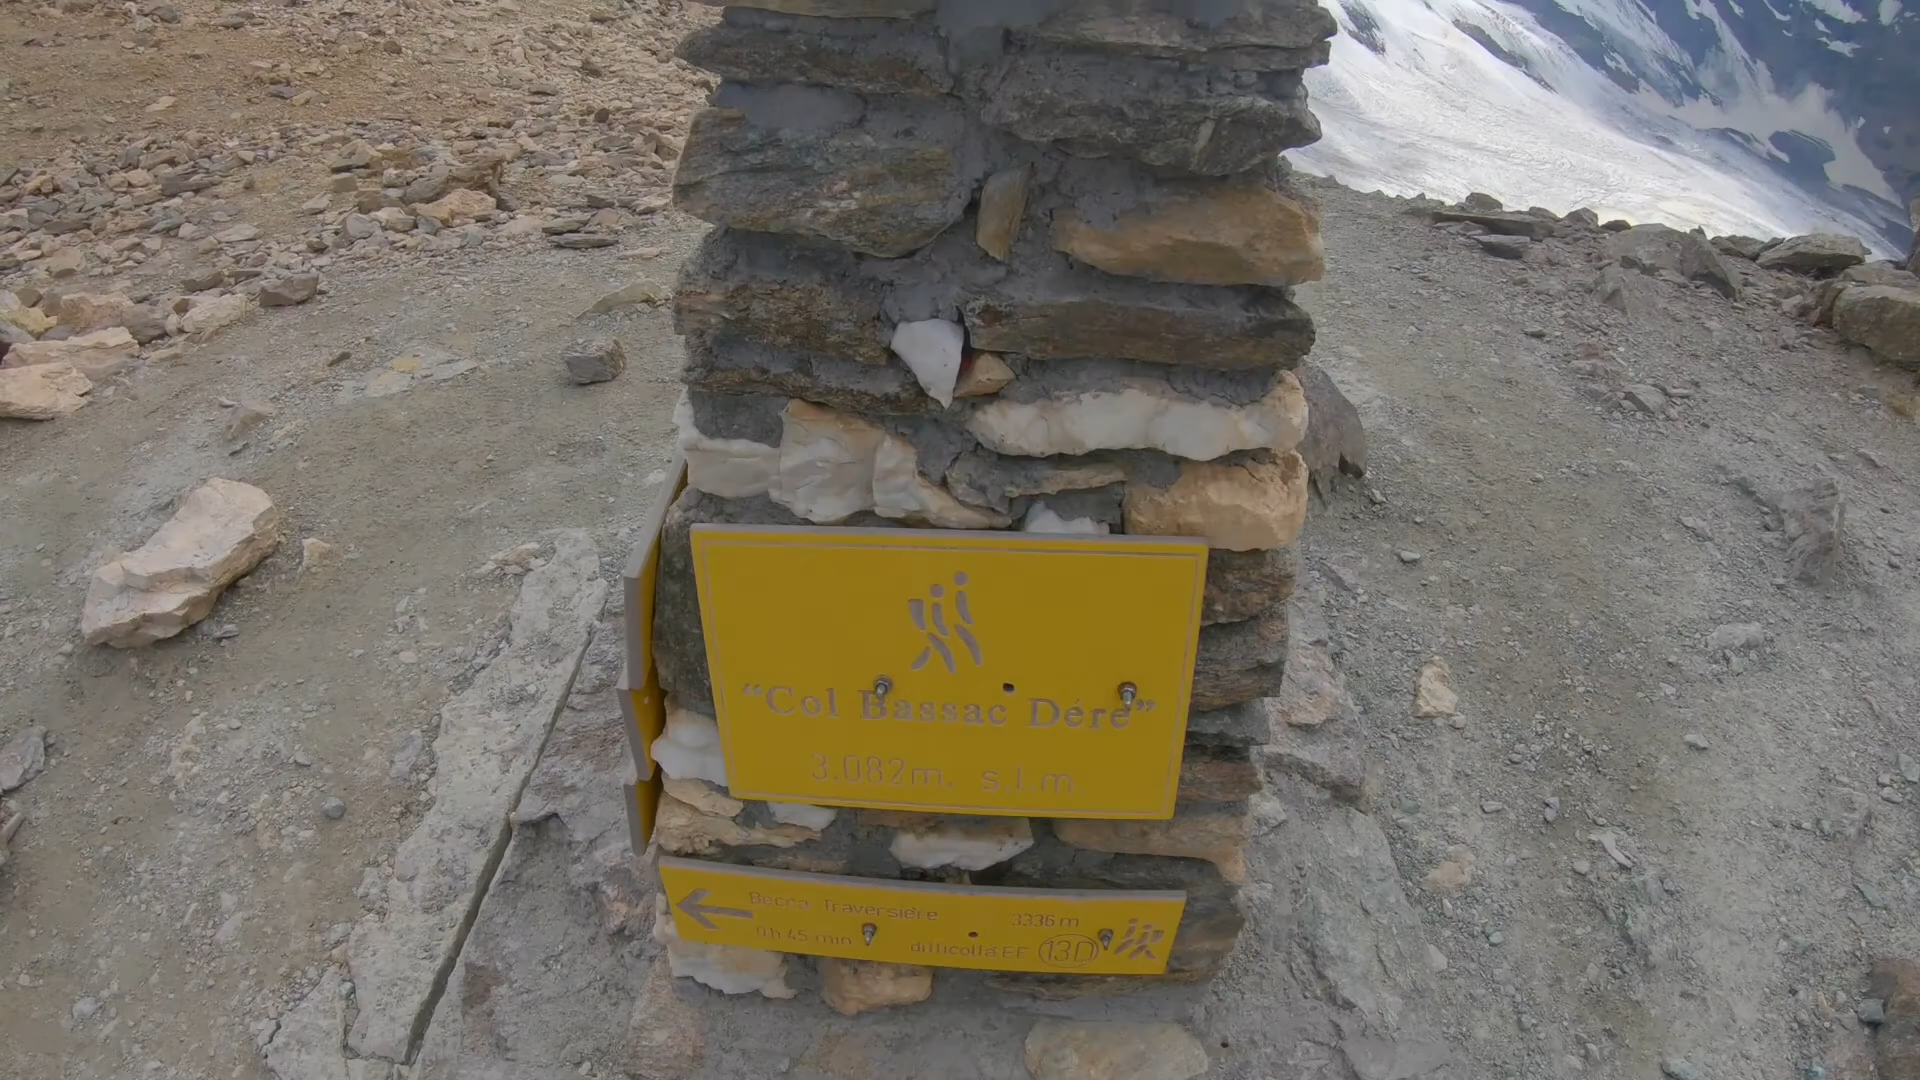 “Col Bassac Déré”
3.082m. s.l.m.
Becca Traversière 3336 m
0h 45 min difficoltà EE 13D